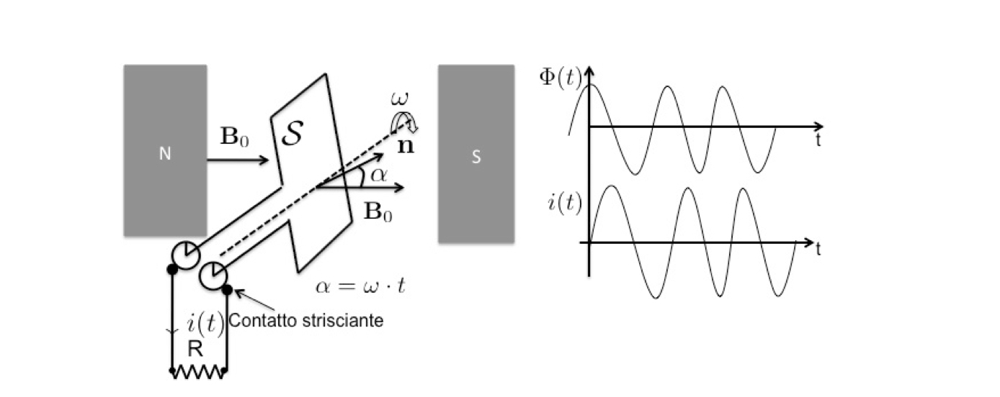 N
B₀
𝒮
ω
n
α
B₀
S
α = ω · t
Contatto strisciante
i(t)
R
Φ(t)
t
i(t)
t